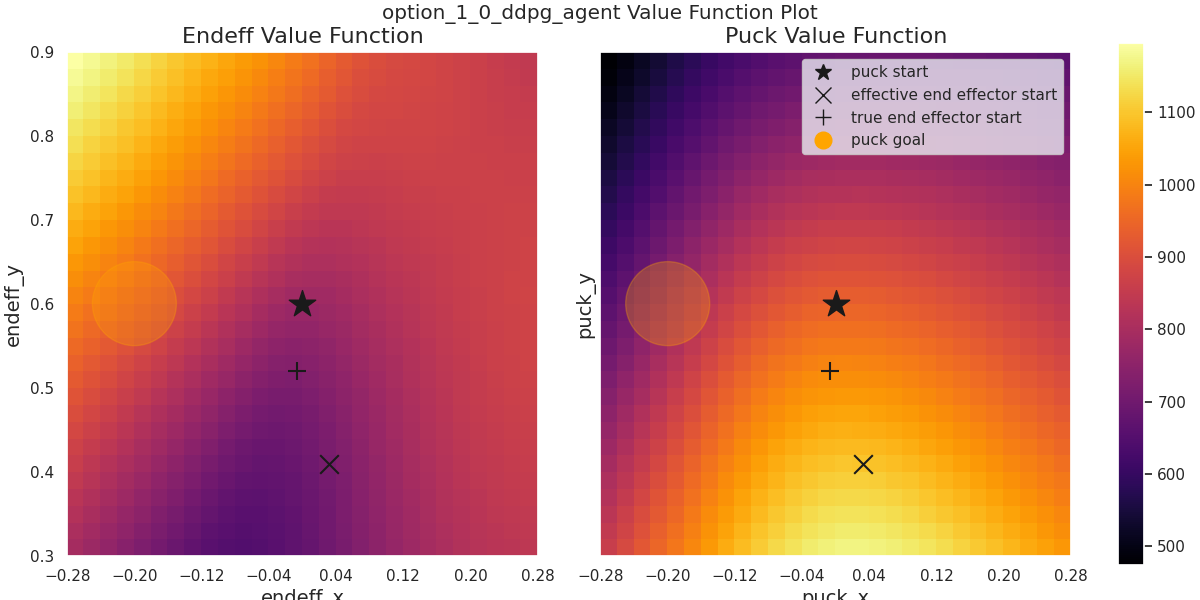 option_1_0_ddpg_agent Value Function Plot
Endeff Value Function
Puck Value Function
puck start
effective end effector start
true end effector start
puck goal
endeff_y
0.9
0.8
0.7
0.6
0.5
0.4
0.3
−0.28 −0.20 −0.12 −0.04 0.04 0.12 0.20 0.28
endeff_x
puck_y
−0.28 −0.20 −0.12 −0.04 0.04 0.12 0.20 0.28
puck_x
1100
1000
900
800
700
600
500